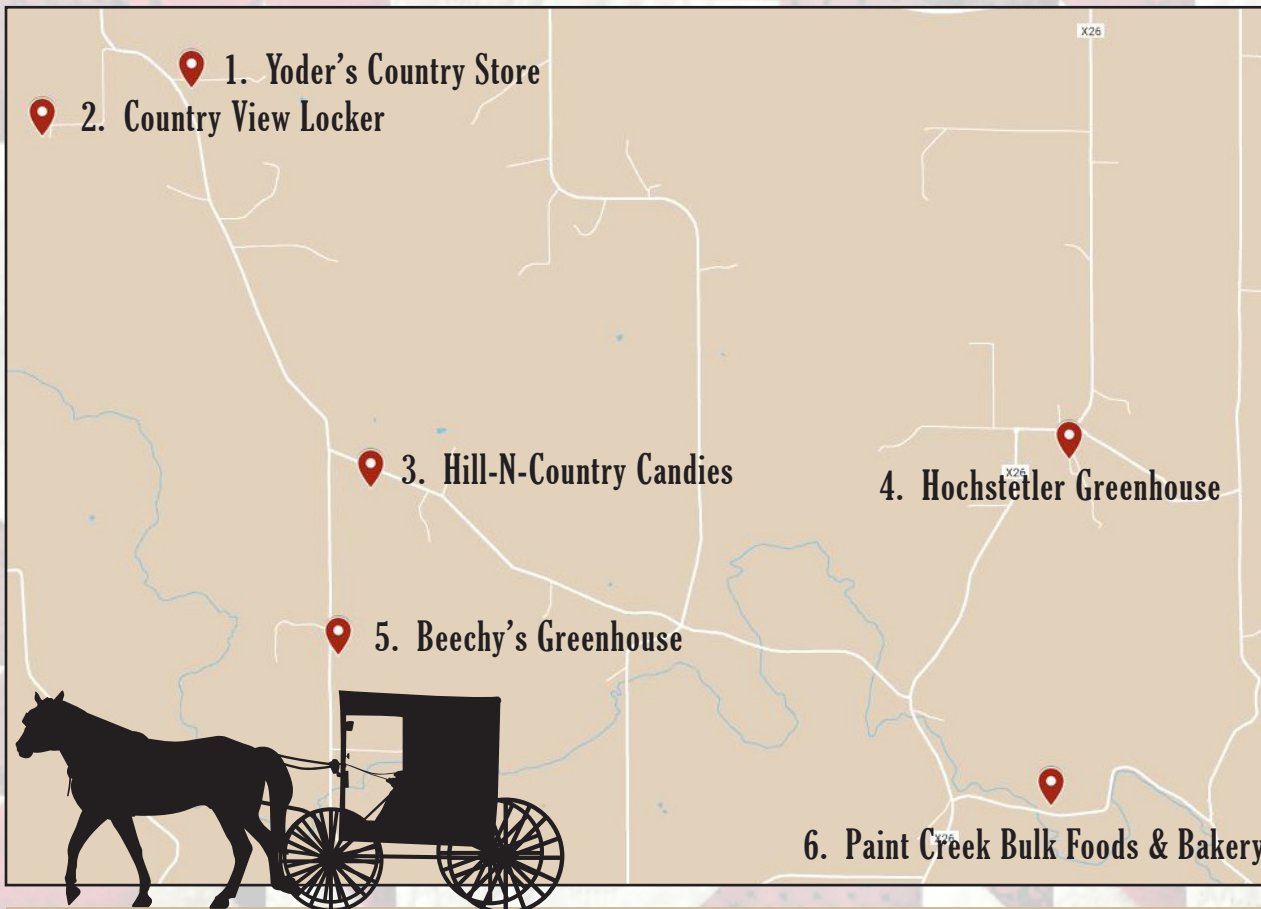 X26
1. Yoder’s Country Store
2. Country View Locker
3. Hill-N-Country Candies
X26
4. Hochstetler Greenhouse
5. Beechy’s Greenhouse
X26
6. Paint Creek Bulk Foods & Bakery